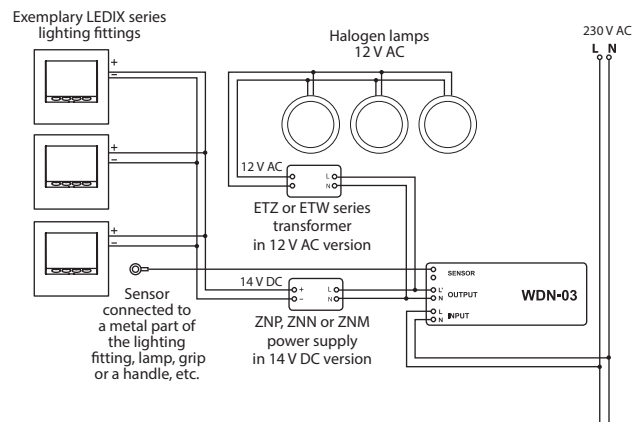 Exemplary LEDIX series
lighting fittings
Halogen lamps
12 V AC
230 V AC
L N
+
−
+
−
+
−
12 V AC
L
N
ETZ or ETW series
transformer
in 12 V AC version
Sensor
connected to
a metal part of
the lighting
fitting, lamp, grip
or a handle, etc.
14 V DC
+ L
− N
ZNP, ZNN or ZNM
power supply
in 14 V DC version
SENSOR
L'
N OUTPUT
WDN-03
L
N INPUT